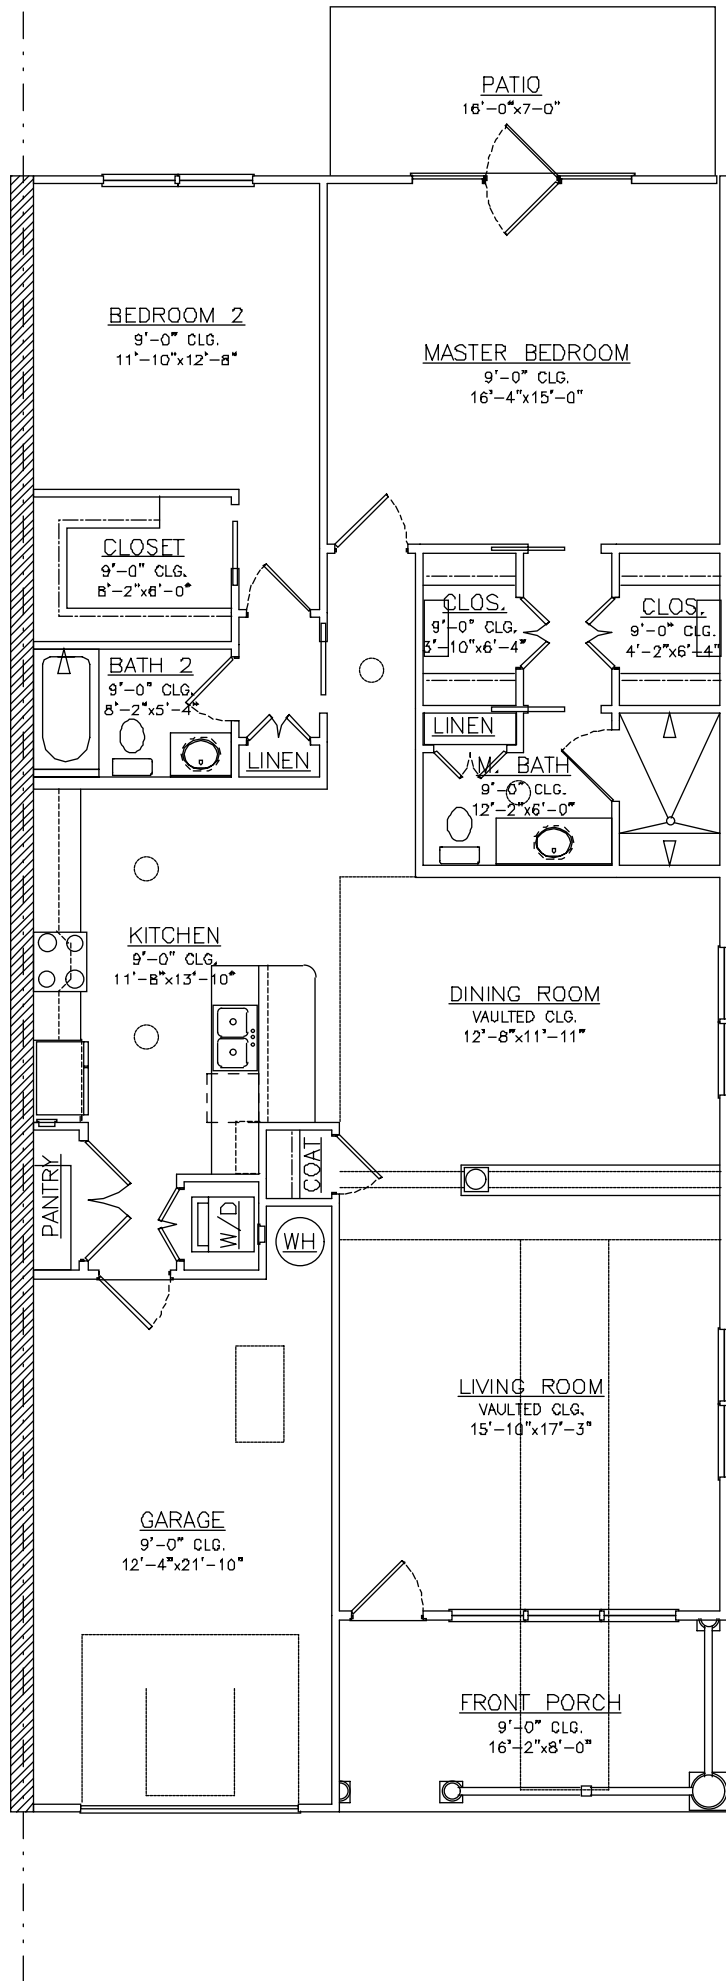 PATIO
16'-0"x7-0"
BEDROOM 2
9'-0" CLG.
11'-10"x12'-8"
MASTER BEDROOM
9'-0" CLG.
16'-4"x15'-0"
CLOSET
9'-0" CLG.
8'-2"x6'-0"
CLOS.
9'-0" CLG.
3'-10"x6'-4"
CLOS.
9'-0" CLG.
4'-2"x6'-4"
BATH 2
9'-0" CLG.
8'-2"x5'-4"
LINEN
LINEN
M. BATH
9'-0" CLG.
12'-2"x6'-0"
KITCHEN
9'-0" CLG.
11'-8"x13'-10"
DINING ROOM
VAULTED CLG.
12'-8"x11'-11"
COAT
PANTRY
W/D
WH
LIVING ROOM
VAULTED CLG.
15'-10"x17'-3"
GARAGE
9'-0" CLG.
12'-4"x21'-10"
FRONT PORCH
9'-0" CLG.
16'-2"x8'-0"